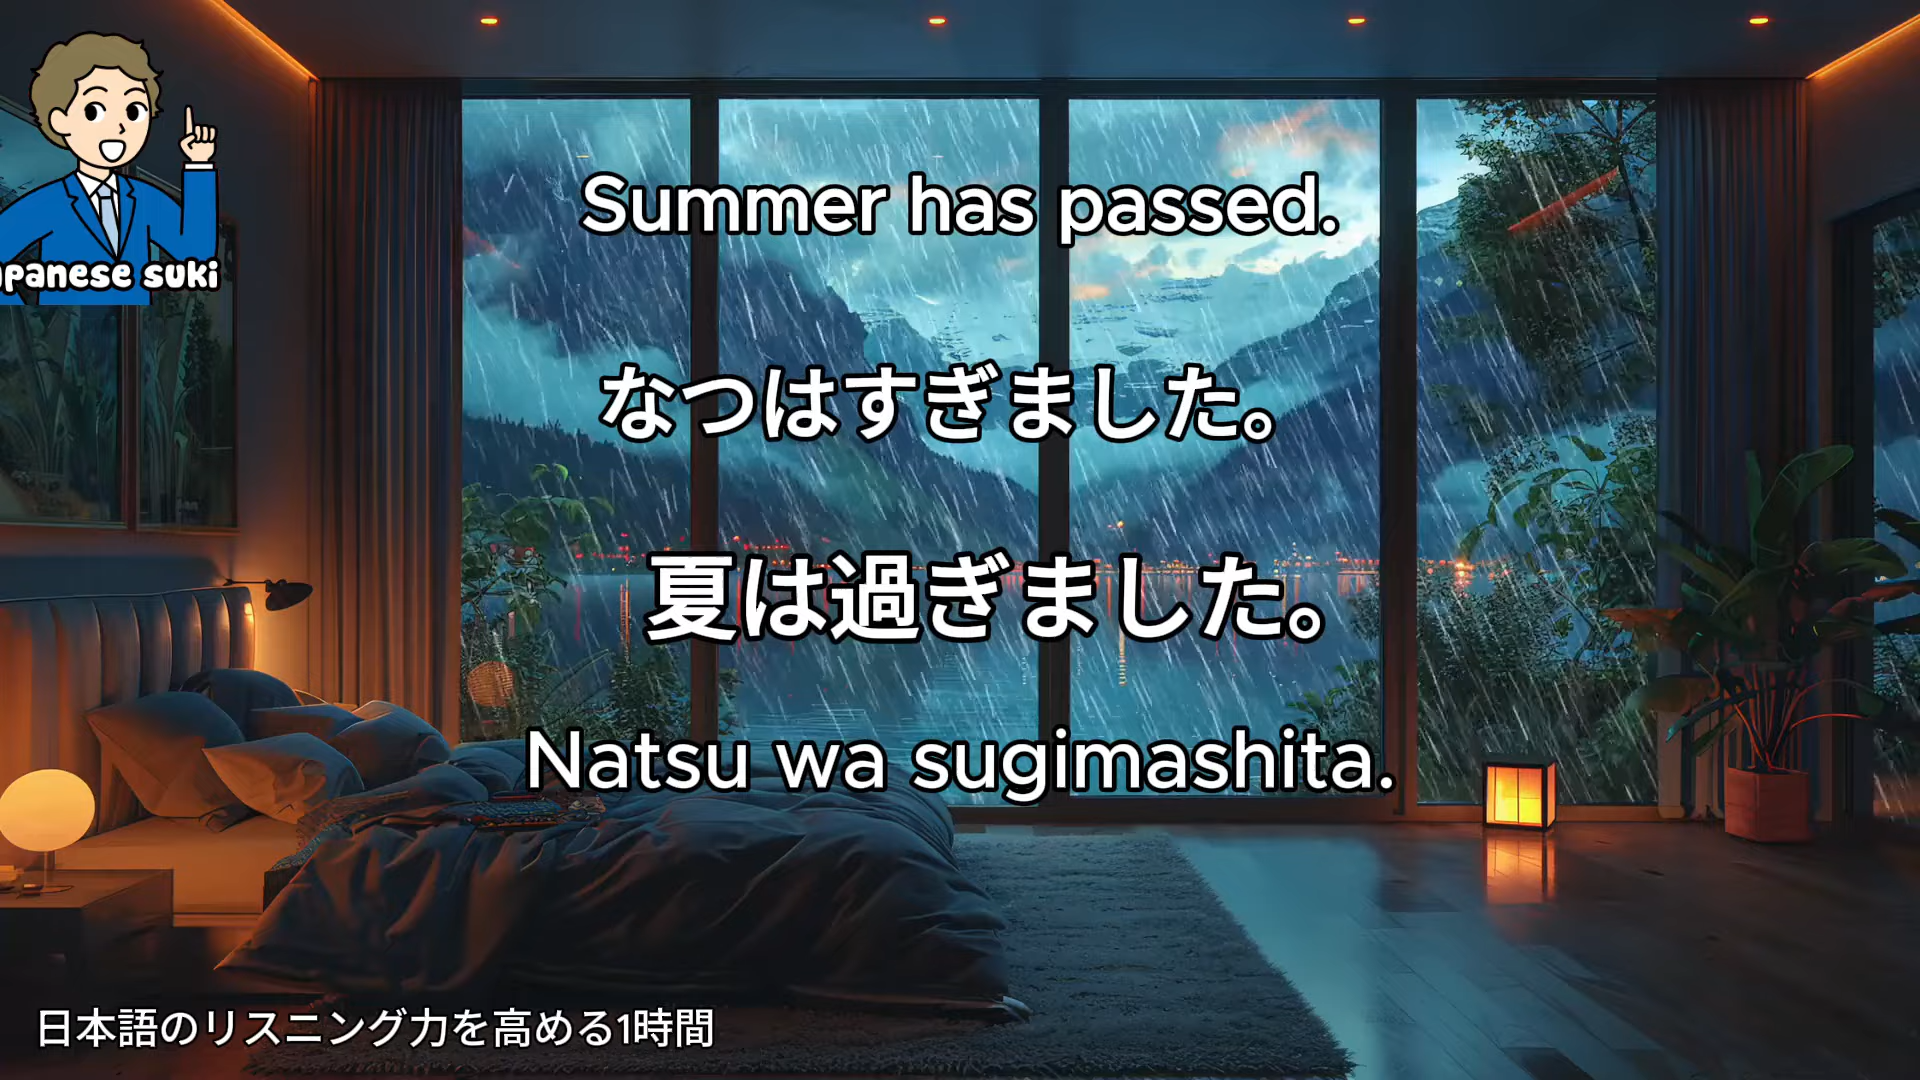 Summer has passed.
なつはすぎました。
夏は過ぎました。
Natsu wa sugimashita.
apanese suki
日本語のリスニング力を高める1時間